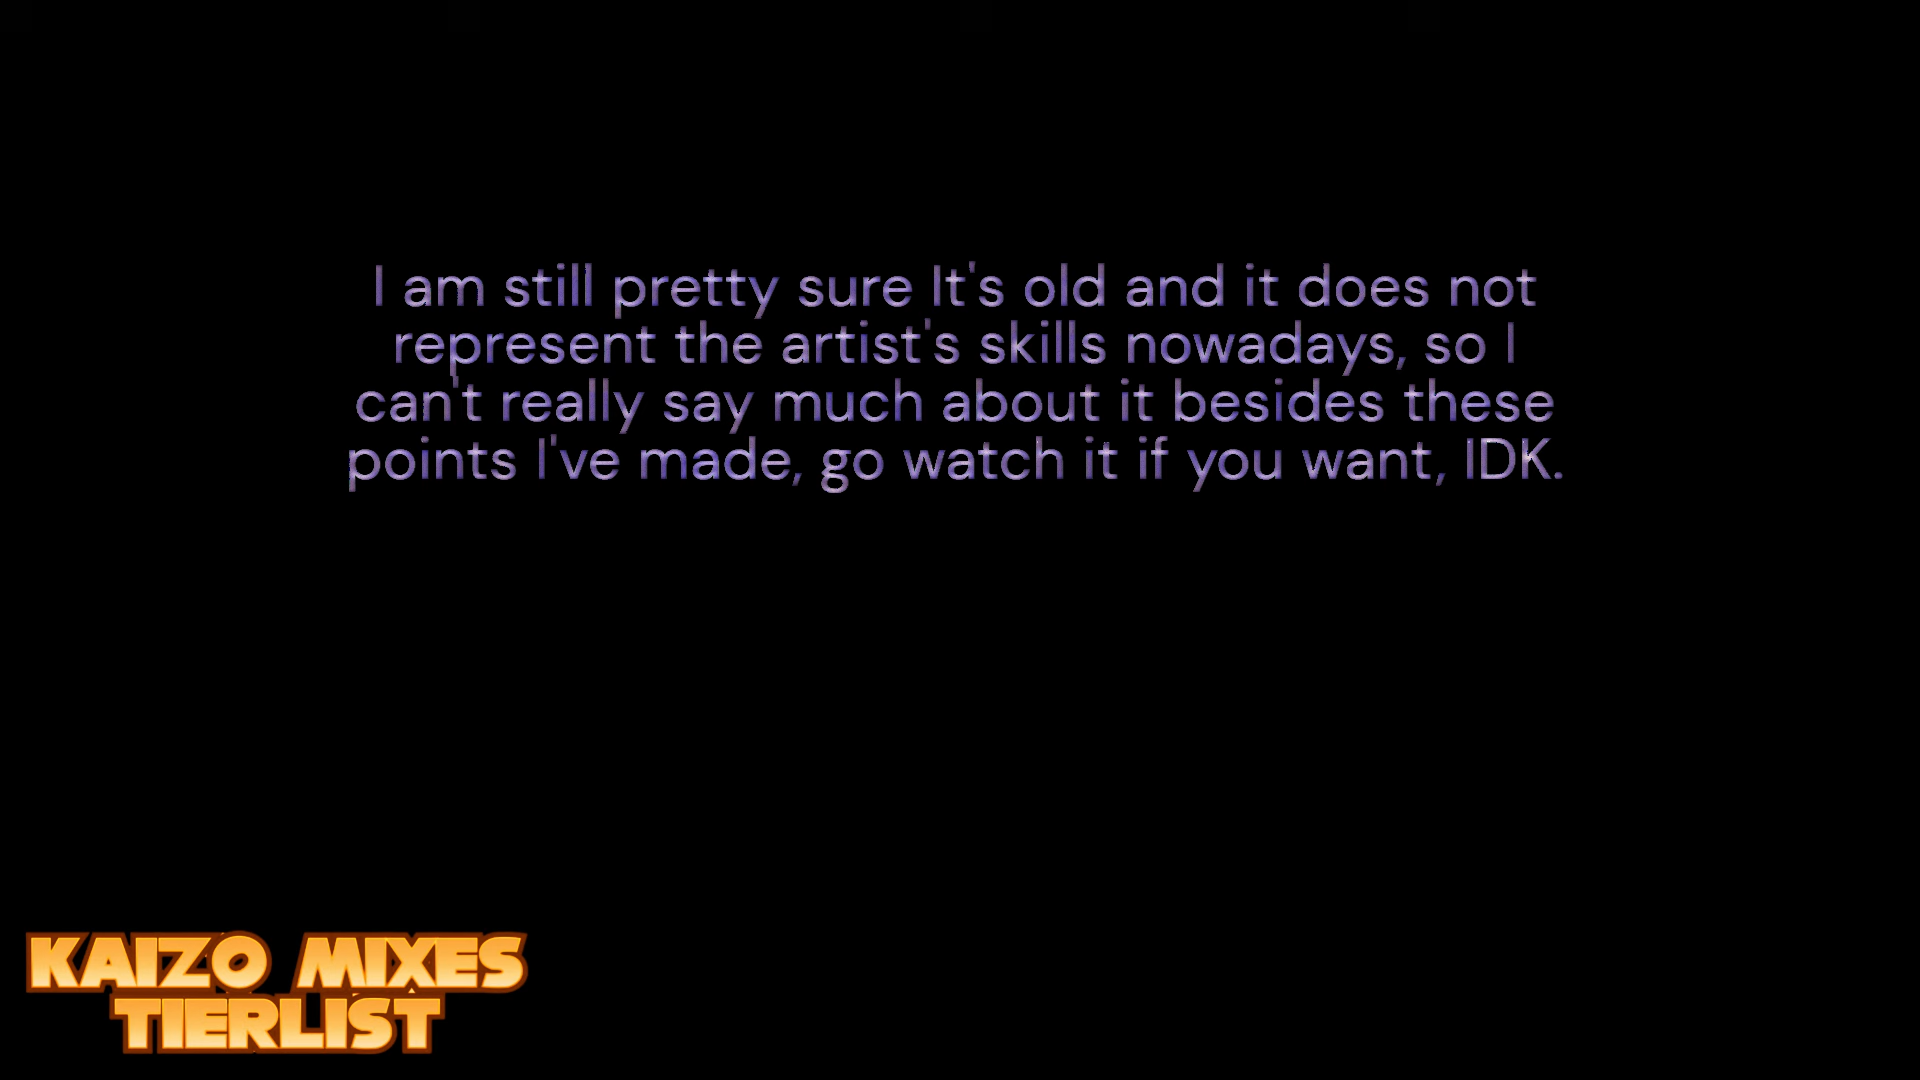 I am still pretty sure It's old and it does not
represent the artist's skills nowadays, so I
can't really say much about it besides these
points I've made, go watch it if you want, IDK.
KAIZO MIXES
TIERLIST